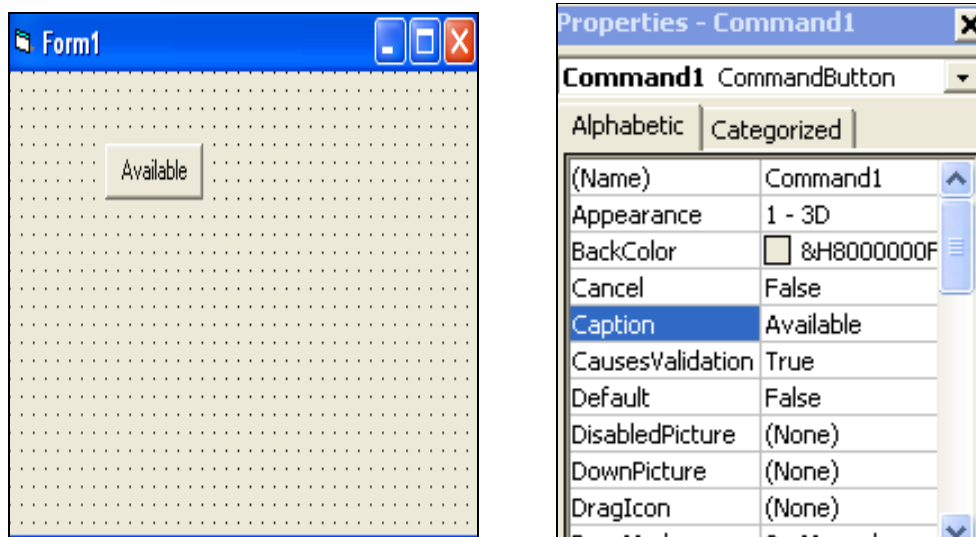 Form1
Available
Properties - Command1
Command1 CommandButton
Alphabetic Categorized
(Name) Command1
Appearance 1 - 3D
BackColor &H8000000F
Cancel False
Caption Available
CausesValidation True
Default False
DisabledPicture (None)
DownPicture (None)
DragIcon (None)